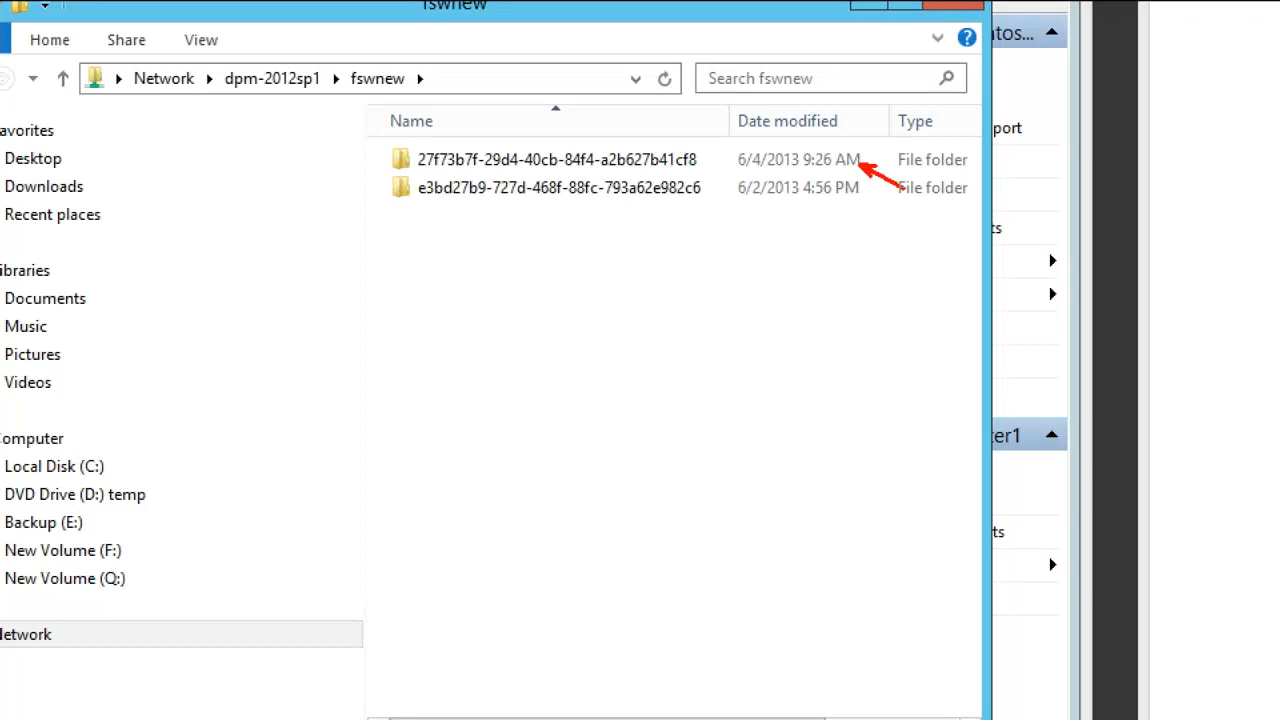 fswnew
Home Share View
Network dpm-2012sp1 fswnew
Search fswnew
Name Date modified Type
27f73b7f-29d4-40cb-84f4-a2b627b41cf8 6/4/2013 9:26 AM File folder
e3bd27b9-727d-468f-88fc-793a62e982c6 6/2/2013 4:56 PM File folder
avorites
Desktop
Downloads
Recent places
ibraries
Documents
Music
Pictures
Videos
omputer
Local Disk (C:)
DVD Drive (D:) temp
Backup (E:)
New Volume (F:)
New Volume (Q:)
etwork
tos...
port
ts
ter1
ts